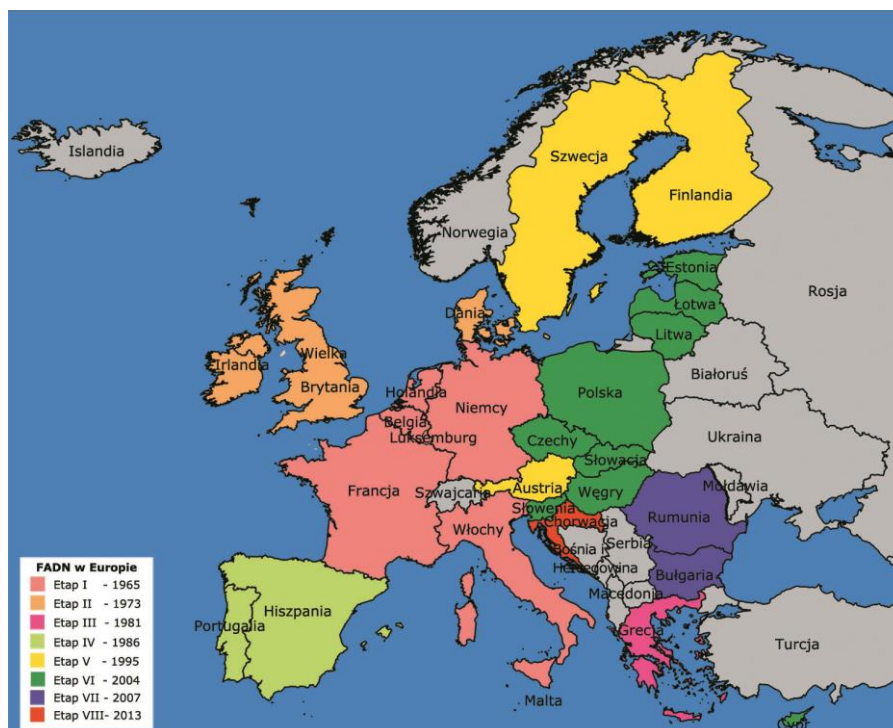 Islandia
Szwecja
Finlandia
Norwegia
Estonia
Rosja
Łotwa
Dania
Litwa
Irlandia
Wielka
Brytania
Białoruś
Holandia
Polska
Niemcy
Belgia
Luksemburg
Czechy
Ukraina
Słowacja
Francja
Szwajcaria
Austria
Węgry
Mołdawia
Słowenia
Chorwacja
Rumunia
Włochy
Serbia
Bośnia i
Hercegowina
Bułgaria
Macedonia
Hiszpania
Portugalia
Grecja
Turcja
Malta
Cypr
FADN w Europie
Etap I - 1965
Etap II - 1973
Etap III - 1981
Etap IV - 1986
Etap V - 1995
Etap VI - 2004
Etap VII - 2007
Etap VIII- 2013